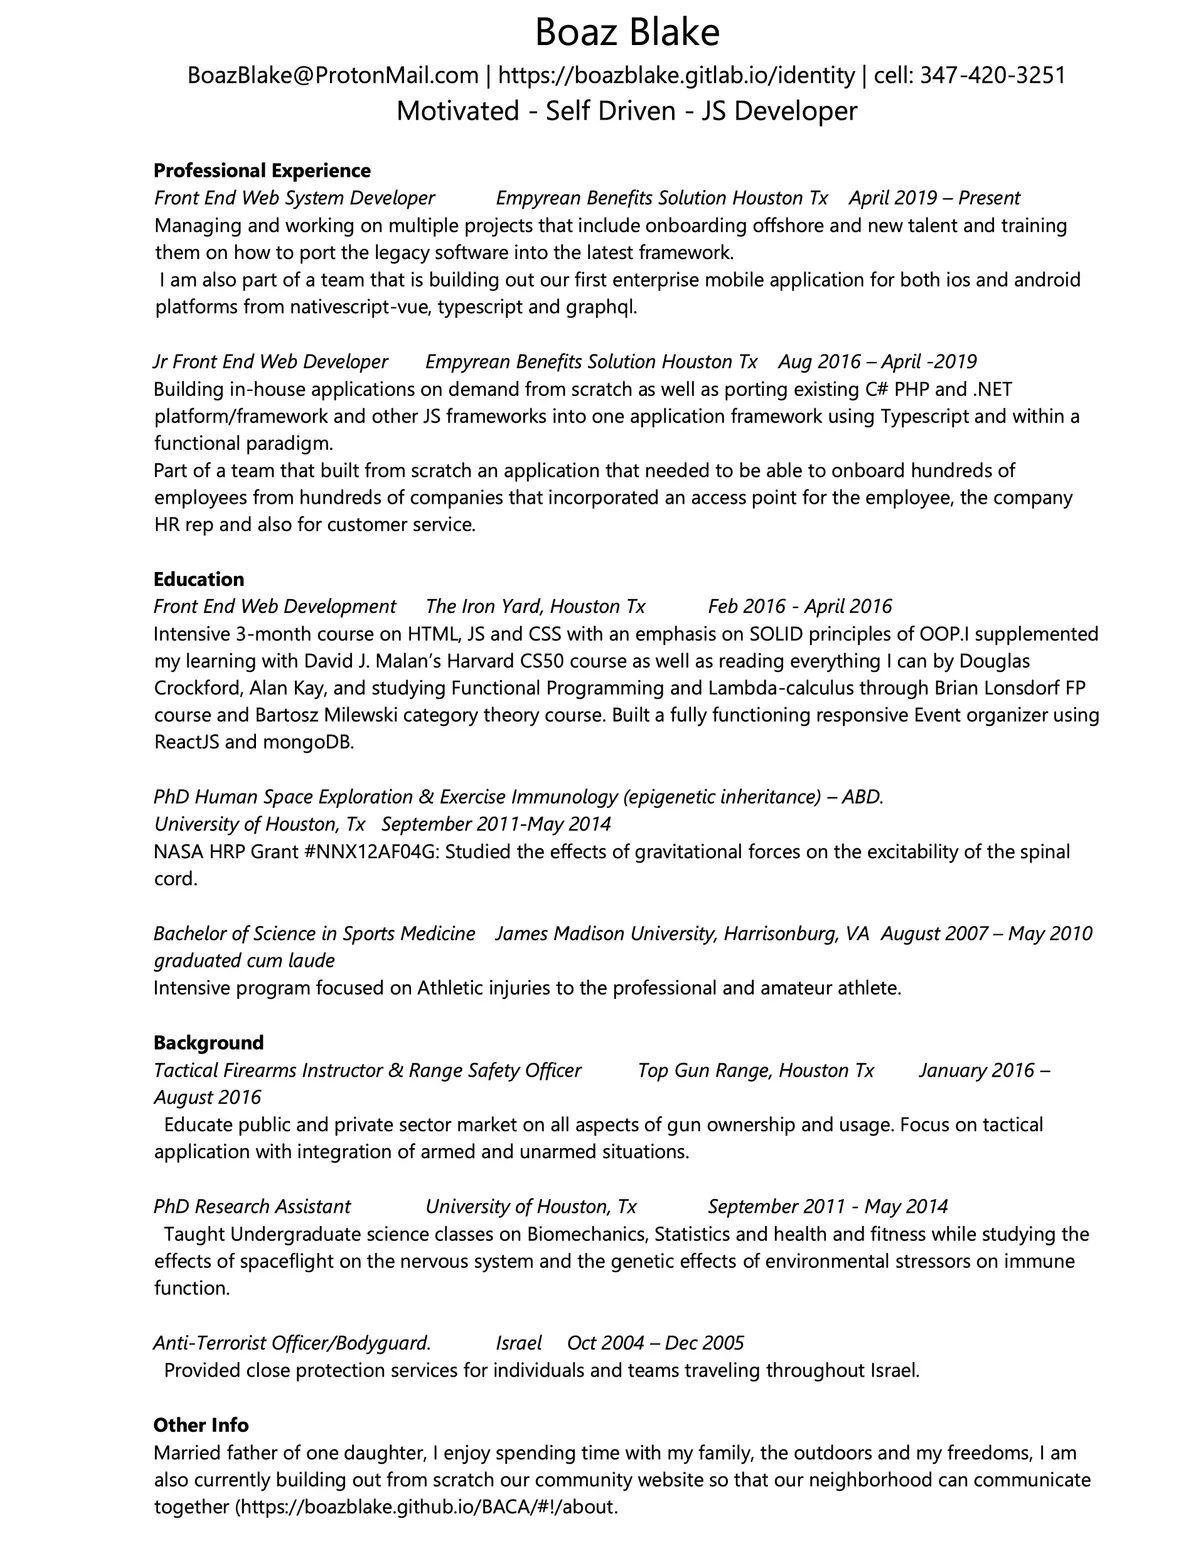 Boaz Blake
BoazBlake@ProtonMail.com | https://boazblake.gitlab.io/identity | cell: 347-420-3251
Motivated - Self Driven - JS Developer
Professional Experience
Front End Web System Developer Empyrean Benefits Solution Houston Tx April 2019 – Present
Managing and working on multiple projects that include onboarding offshore and new talent and training
them on how to port the legacy software into the latest framework.
I am also part of a team that is building out our first enterprise mobile application for both ios and android
platforms from nativescript-vue, typescript and graphql.
Jr Front End Web Developer Empyrean Benefits Solution Houston Tx Aug 2016 – April -2019
Building in-house applications on demand from scratch as well as porting existing C# PHP and .NET
platform/framework and other JS frameworks into one application framework using Typescript and within a
functional paradigm.
Part of a team that built from scratch an application that needed to be able to onboard hundreds of
employees from hundreds of companies that incorporated an access point for the employee, the company
HR rep and also for customer service.
Education
Front End Web Development The Iron Yard, Houston Tx Feb 2016 - April 2016
Intensive 3-month course on HTML, JS and CSS with an emphasis on SOLID principles of OOP.I supplemented
my learning with David J. Malan’s Harvard CS50 course as well as reading everything I can by Douglas
Crockford, Alan Kay, and studying Functional Programming and Lambda-calculus through Brian Lonsdorf FP
course and Bartosz Milewski category theory course. Built a fully functioning responsive Event organizer using
ReactJS and mongoDB.
PhD Human Space Exploration & Exercise Immunology (epigenetic inheritance) – ABD.
University of Houston, Tx September 2011-May 2014
NASA HRP Grant #NNX12AF04G: Studied the effects of gravitational forces on the excitability of the spinal
cord.
Bachelor of Science in Sports Medicine James Madison University, Harrisonburg, VA August 2007 – May 2010
graduated cum laude
Intensive program focused on Athletic injuries to the professional and amateur athlete.
Background
Tactical Firearms Instructor & Range Safety Officer Top Gun Range, Houston Tx January 2016 –
August 2016
Educate public and private sector market on all aspects of gun ownership and usage. Focus on tactical
application with integration of armed and unarmed situations.
PhD Research Assistant University of Houston, Tx September 2011 - May 2014
Taught Undergraduate science classes on Biomechanics, Statistics and health and fitness while studying the
effects of spaceflight on the nervous system and the genetic effects of environmental stressors on immune
function.
Anti-Terrorist Officer/Bodyguard. Israel Oct 2004 – Dec 2005
Provided close protection services for individuals and teams traveling throughout Israel.
Other Info
Married father of one daughter, I enjoy spending time with my family, the outdoors and my freedoms, I am
also currently building out from scratch our community website so that our neighborhood can communicate
together (https://boazblake.github.io/BACA/#!/about.